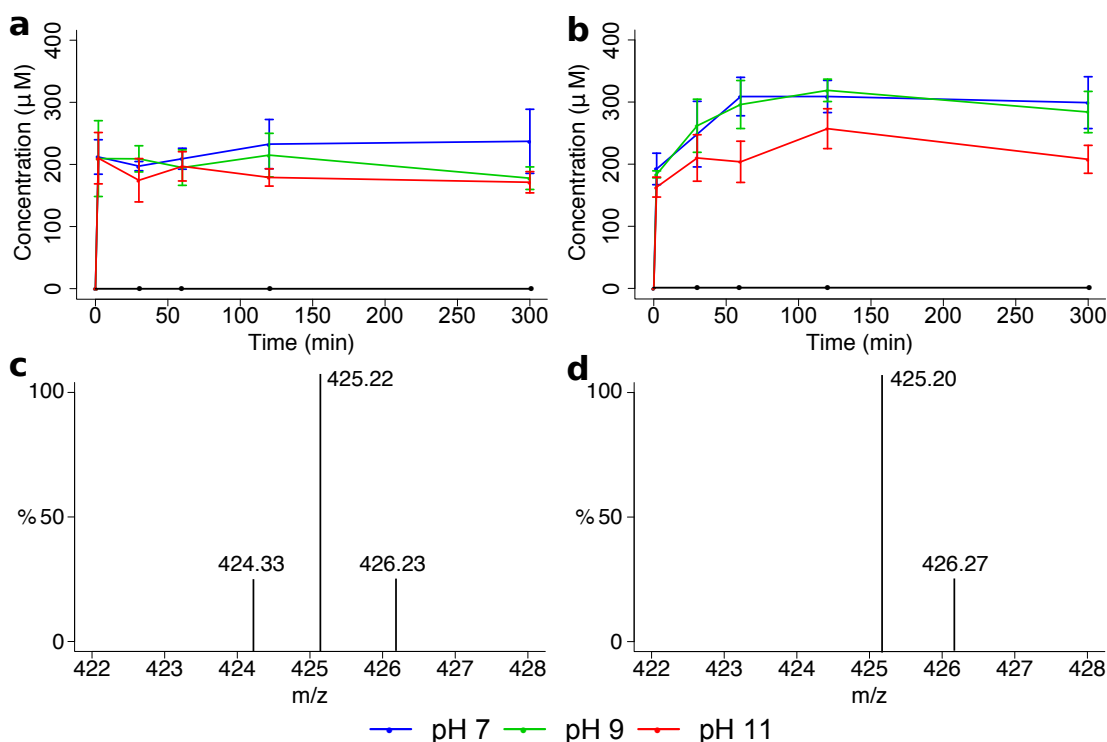 a
Concentration (μ M)
0 100 200 300 400
0 50 100 150 200 250 300
Time (min)
b
Concentration (μ M)
0 100 200 300 400
0 50 100 150 200 250 300
Time (min)
c
425.22
424.33
426.23
100
% 50
0
422 423 424 425 426 427 428
m/z
d
425.20
426.27
100
% 50
0
422 423 424 425 426 427 428
m/z
pH 7 pH 9 pH 11